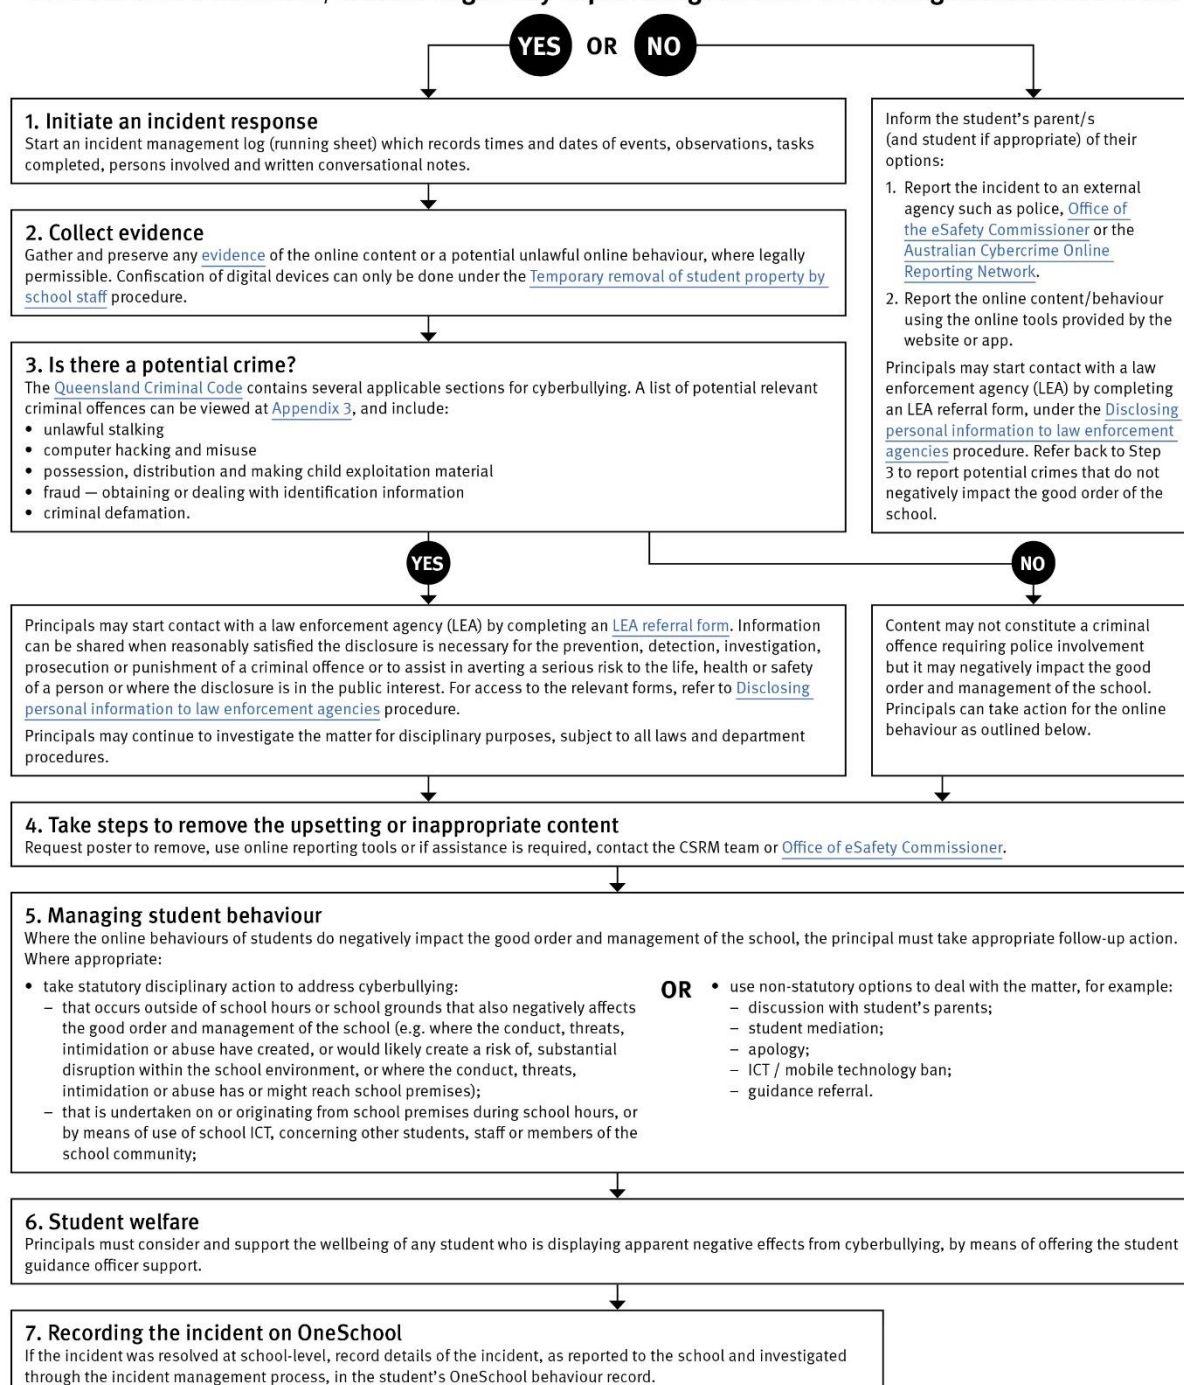 YES OR NO
1. Initiate an incident response
Start an incident management log (running sheet) which records times and dates of events, observations, tasks
completed, persons involved and written conversational notes.
2. Collect evidence
Gather and preserve any evidence of the online content or a potential unlawful online behaviour, where legally
permissible. Confiscation of digital devices can only be done under the Temporary removal of student property by
school staff procedure.
3. Is there a potential crime?
The Queensland Criminal Code contains several applicable sections for cyberbullying. A list of potential relevant
criminal offences can be viewed at Appendix 3, and include:
• unlawful stalking
• computer hacking and misuse
• possession, distribution and making child exploitation material
• fraud — obtaining or dealing with identification information
• criminal defamation.
Inform the student's parent/s
(and student if appropriate) of their
options:
1. Report the incident to an external
agency such as police, Office of
the eSafety Commissioner or the
Australian Cybercrime Online
Reporting Network.
2. Report the online content/behaviour
using the online tools provided by the
website or app.
Principals may start contact with a law
enforcement agency (LEA) by completing
an LEA referral form, under the Disclosing
personal information to law enforcement
agencies procedure. Refer back to Step
3 to report potential crimes that do not
negatively impact the good order of the
school.
YES
NO
Principals may start contact with a law enforcement agency (LEA) by completing an LEA referral form. Information
can be shared when reasonably satisfied the disclosure is necessary for the prevention, detection, investigation,
prosecution or punishment of a criminal offence or to assist in averting a serious risk to the life, health or safety
of a person or where the disclosure is in the public interest. For access to the relevant forms, refer to Disclosing
personal information to law enforcement agencies procedure.
Principals may continue to investigate the matter for disciplinary purposes, subject to all laws and department
procedures.
Content may not constitute a criminal
offence requiring police involvement
but it may negatively impact the good
order and management of the school.
Principals can take action for the online
behaviour as outlined below.
4. Take steps to remove the upsetting or inappropriate content
Request poster to remove, use online reporting tools or if assistance is required, contact the CSRM team or Office of eSafety Commissioner.
5. Managing student behaviour
Where the online behaviours of students do negatively impact the good order and management of the school, the principal must take appropriate follow-up action.
Where appropriate:
• take statutory disciplinary action to address cyberbullying:
– that occurs outside of school hours or school grounds that also negatively affects
the good order and management of the school (e.g. where the conduct, threats,
intimidation or abuse have created, or would likely create a risk of, substantial
disruption within the school environment, or where the conduct, threats,
intimidation or abuse has or might reach school premises);
– that is undertaken on or originating from school premises during school hours, or
by means of use of school ICT, concerning other students, staff or members of the
school community;
OR
• use non-statutory options to deal with the matter, for example:
– discussion with student's parents;
– student mediation;
– apology;
– ICT / mobile technology ban;
– guidance referral.
6. Student welfare
Principals must consider and support the wellbeing of any student who is displaying apparent negative effects from cyberbullying, by means of offering the student
guidance officer support.
7. Recording the incident on OneSchool
If the incident was resolved at school-level, record details of the incident, as reported to the school and investigated
through the incident management process, in the student's OneSchool behaviour record.